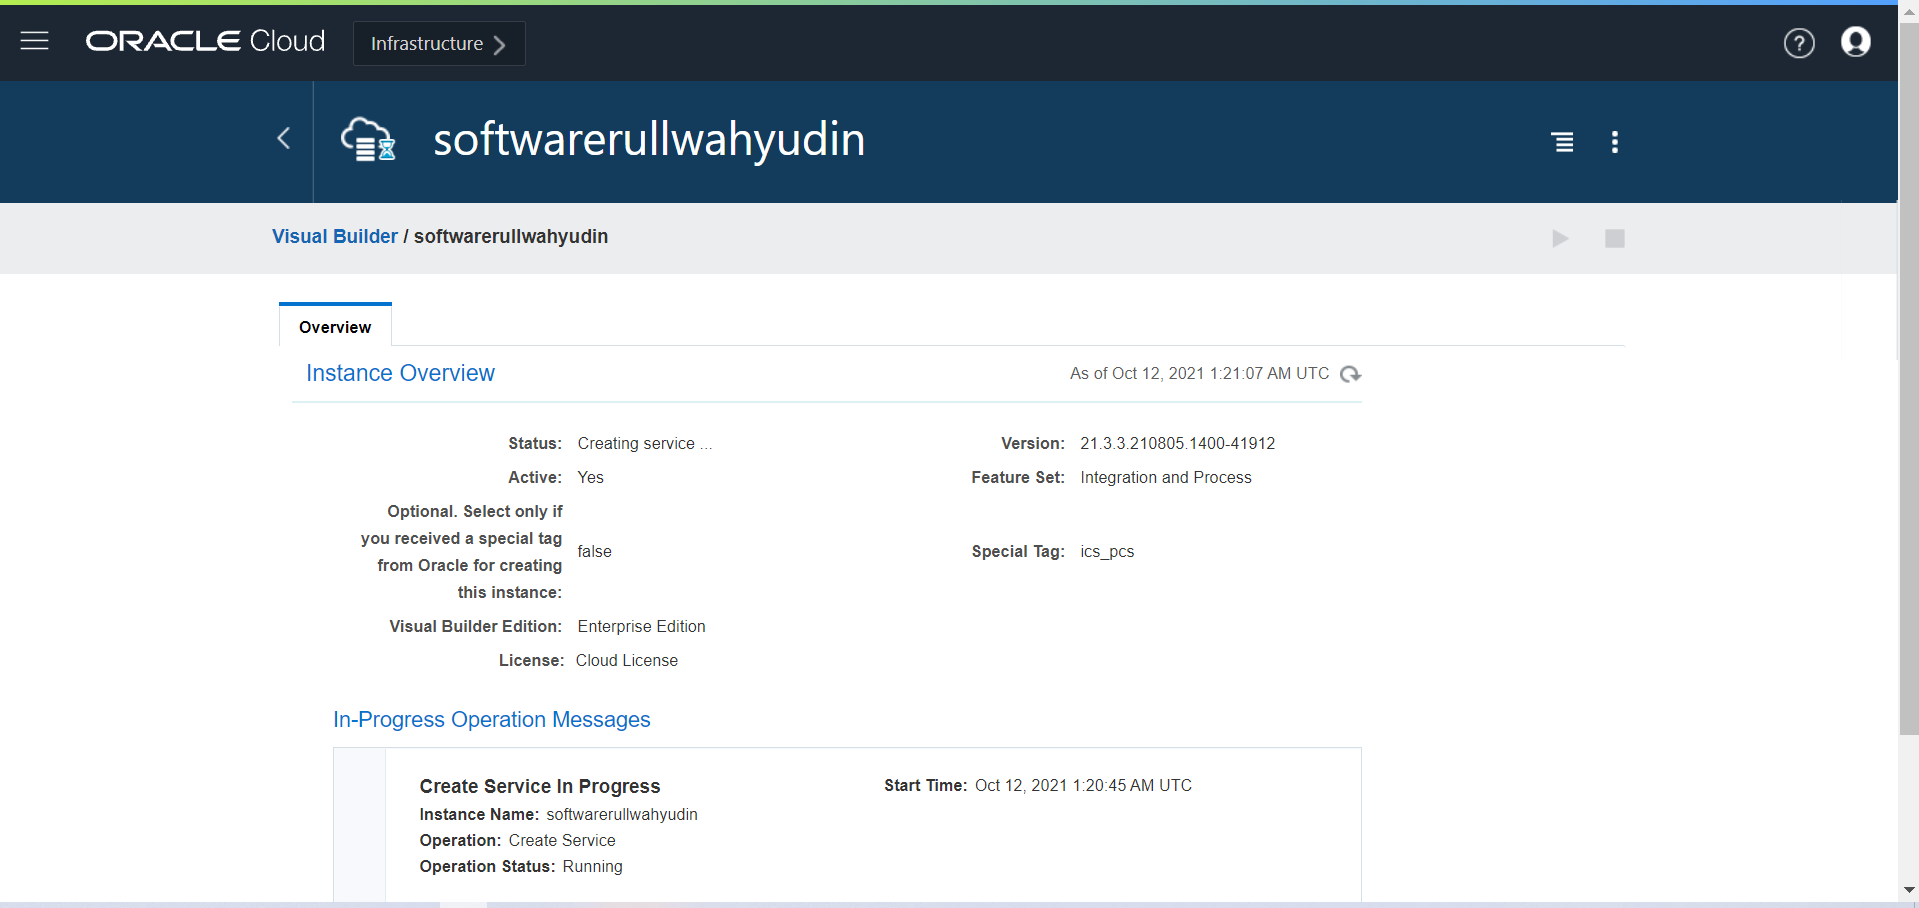 ORACLE Cloud
Infrastructure
?
softwarerullwahyudin
Visual Builder / softwarerullwahyudin
Overview
Instance Overview
As of Oct 12, 2021 1:21:07 AM UTC
Status: Creating service ...
Version: 21.3.3.210805.1400-41912
Active: Yes
Feature Set: Integration and Process
Optional. Select only if
you received a special tag
from Oracle for creating
this instance:
false
Special Tag: ics_pcs
Visual Builder Edition: Enterprise Edition
License: Cloud License
In-Progress Operation Messages
Create Service In Progress
Start Time: Oct 12, 2021 1:20:45 AM UTC
Instance Name: softwarerullwahyudin
Operation: Create Service
Operation Status: Running